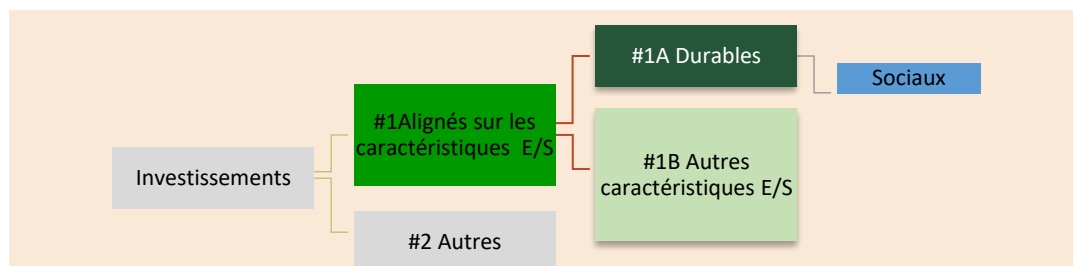 Investissements
#1Alignés sur les
caractéristiques E/S
#2 Autres
#1A Durables
#1B Autres
caractéristiques E/S
Sociaux